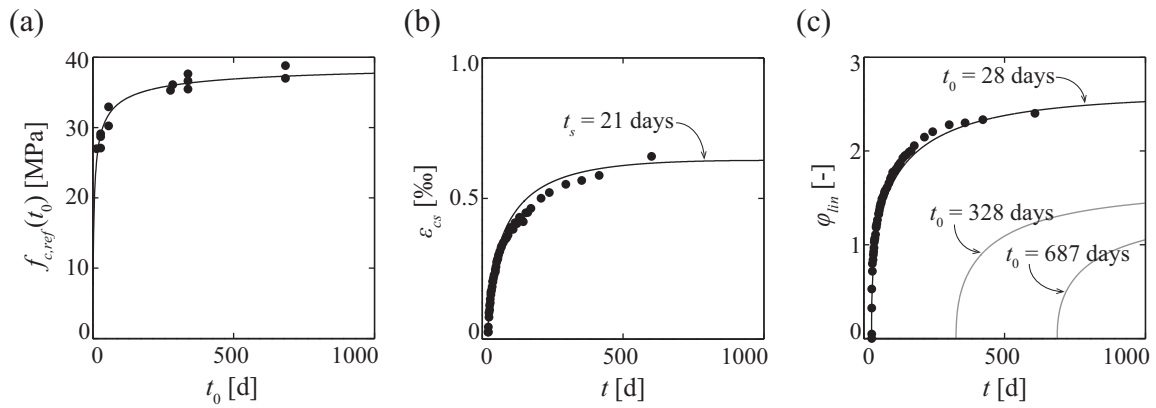 (a)
f_{c,ref}(t_0) [MPa]
40
30
20
10
0
0 500 1000
t_0 [d]
(b)
ε_{cs} [‰]
1.0
0.5
0
t_s = 21 days
0 500 1000
t [d]
(c)
φ_{lin} [-]
3
2
1
0
t_0 = 28 days
t_0 = 328 days
t_0 = 687 days
0 500 1000
t [d]